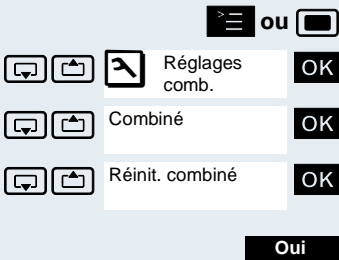 ou
Réglages OK
comb.
Combiné OK
Réinit. combiné OK
Oui